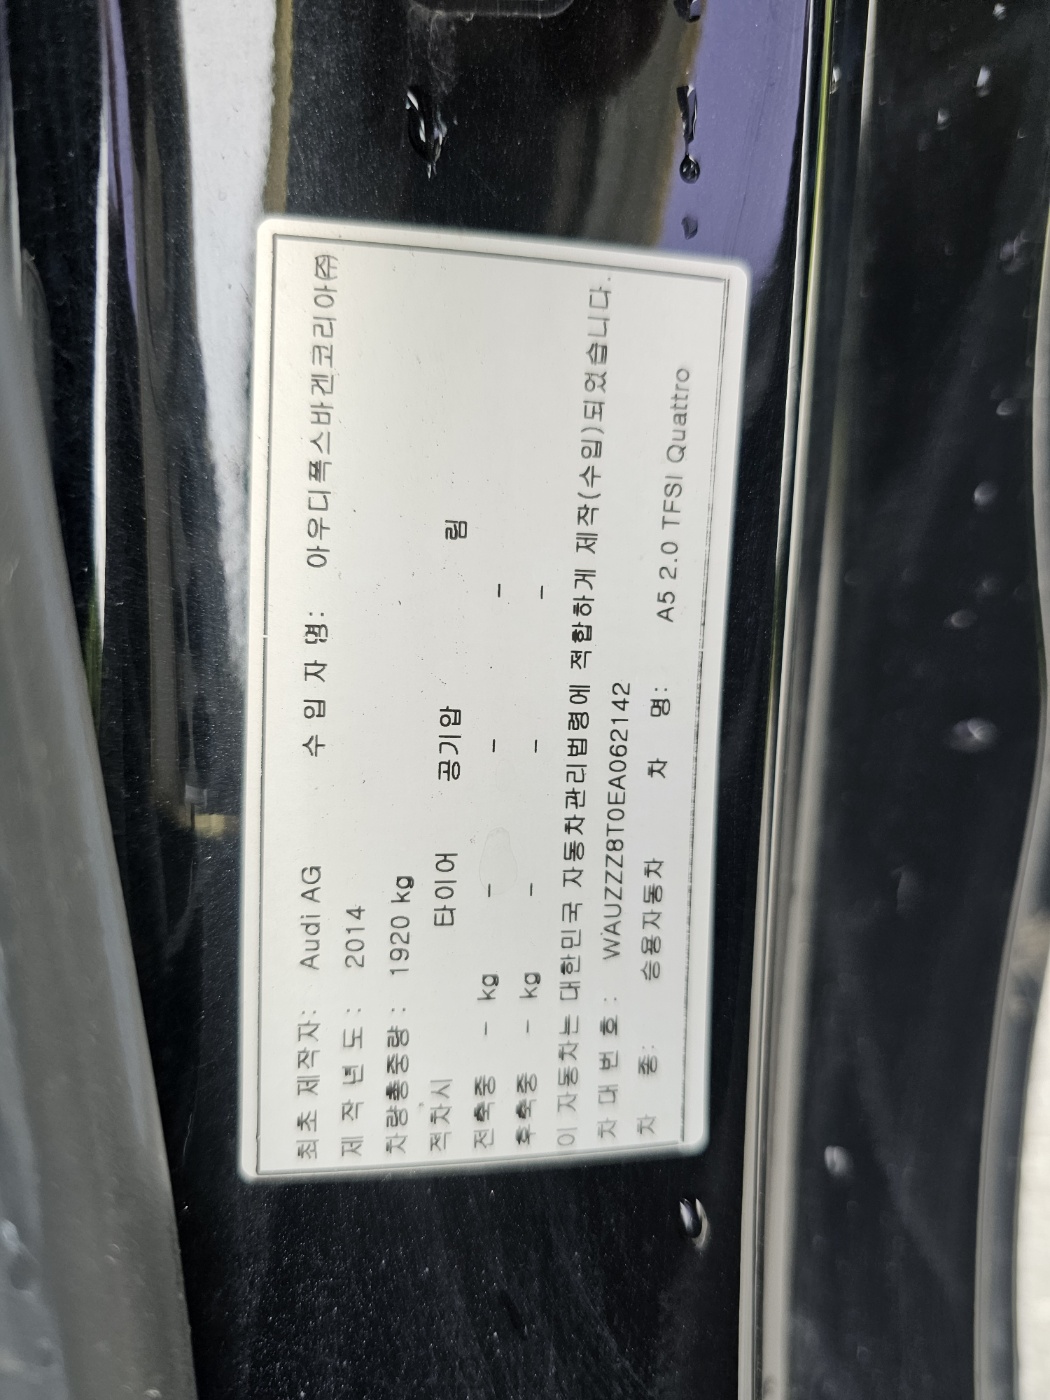 최초 제작자: Audi AG 수 입 자 명: 아우디폭스바겐코리아㈜
제 작 년 도 : 2014
차량총중량 : 1920 kg
적차시 타이어 공기압 림
전축중 - kg - - -
후축중 - kg - - -
이 자동차는 대한민국 자동차관리법령에 적합하게 제작(수입)되었습니다.
차 대 번 호 : WAUZZZ8T0EA062142
차 종: 승용자동차 차 명: A5 2.0 TFSI Quattro